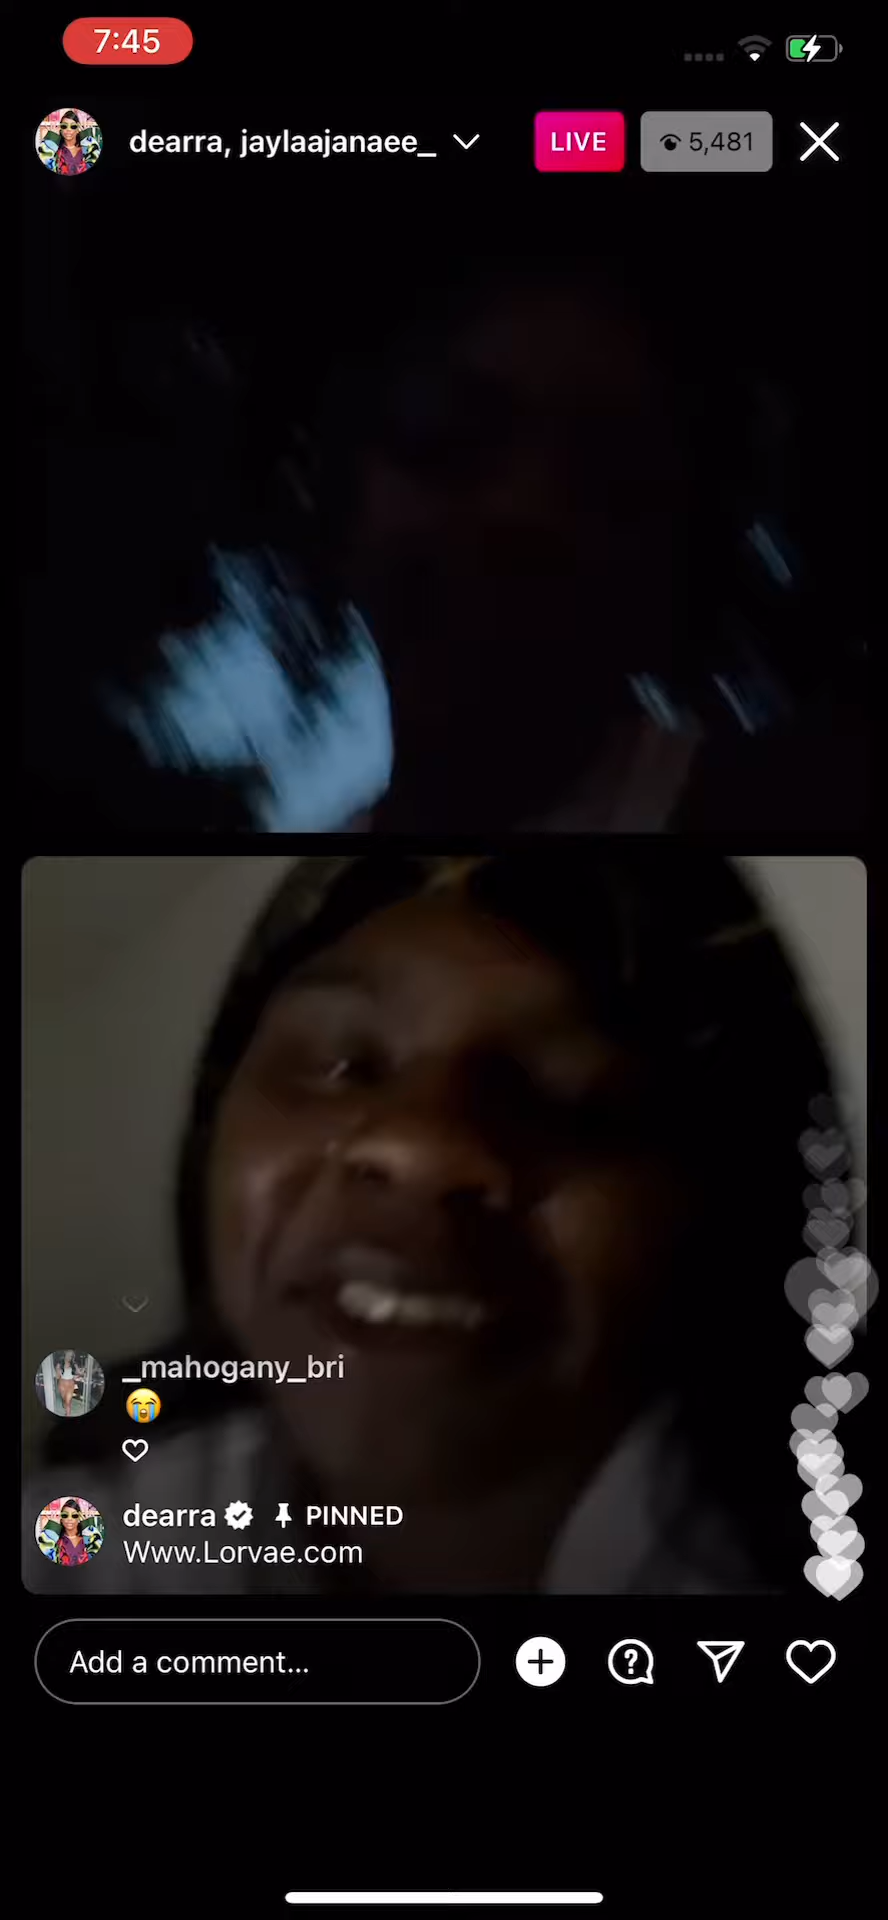 7:45
dearra, jaylaajanaee_
LIVE
5,481
_mahogany_bri
😭
dearra PINNED
Www.Lorvae.com
Add a comment...